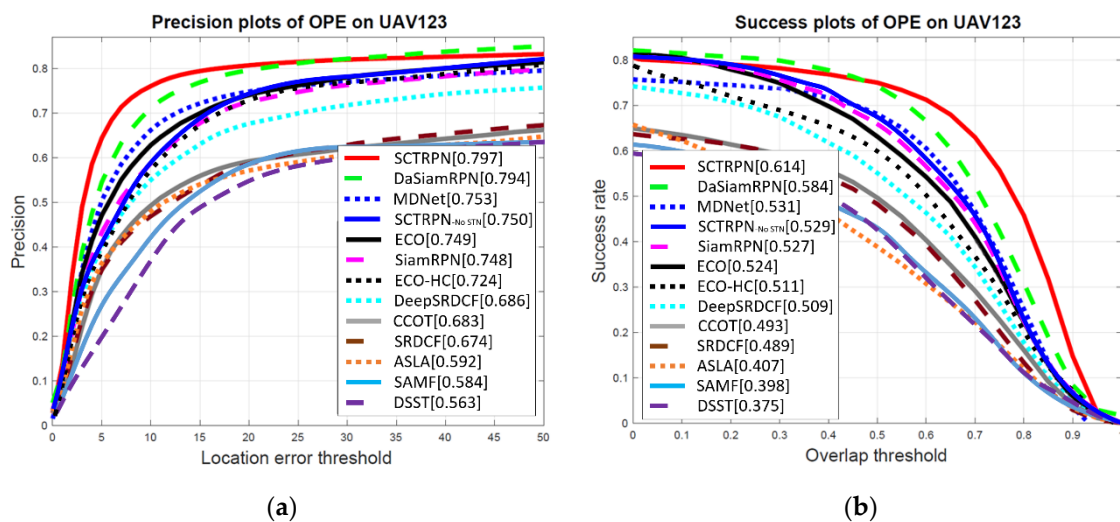 Precision plots of OPE on UAV123
Precision
0.8
0.7
0.6
0.5
0.4
0.3
0.2
0.1
0
SCTRPN[0.797]
DaSiamRPN[0.794]
MDNet[0.753]
SCTRPN-No STN[0.750]
ECO[0.749]
SiamRPN[0.748]
ECO-HC[0.724]
DeepSRDCF[0.686]
CCOT[0.683]
SRDCF[0.674]
ASLA[0.592]
SAMF[0.584]
DSST[0.563]
0 5 10 15 20 25 30 35 40 45 50
Location error threshold
(a)
Success plots of OPE on UAV123
Success rate
0.8
0.7
0.6
0.5
0.4
0.3
0.2
0.1
0
SCTRPN[0.614]
DaSiamRPN[0.584]
MDNet[0.531]
SCTRPN-No STN[0.529]
SiamRPN[0.527]
ECO[0.524]
ECO-HC[0.511]
DeepSRDCF[0.509]
CCOT[0.493]
SRDCF[0.489]
ASLA[0.407]
SAMF[0.398]
DSST[0.375]
0 0.1 0.2 0.3 0.4 0.5 0.6 0.7 0.8 0.9
Overlap threshold
(b)